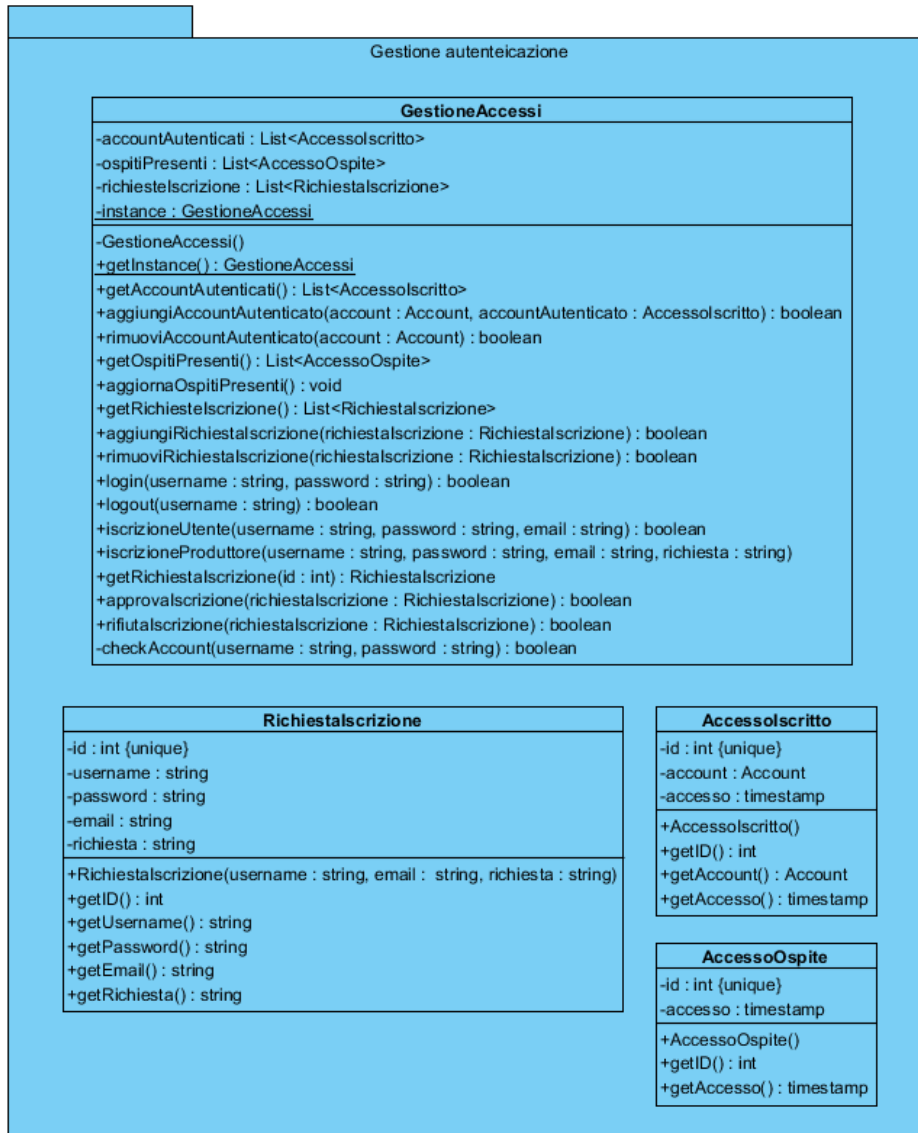 Gestione autenteicazione
GestioneAccessi
-accountAutenticati : List<AccessoIscritto>
-ospitiPresenti : List<AccessoOspite>
-richiesteIscrizione : List<RichiestaIscrizione>
-instance : GestioneAccessi
-GestioneAccessi()
+getInstance() : GestioneAccessi
+getAccountAutenticati() : List<AccessoIscritto>
+aggiungiAccountAutenticato(account : Account, accountAutenticato : AccessoIscritto) : boolean
+rimuoviAccountAutenticato(account : Account) : boolean
+getOspitiPresenti() : List<AccessoOspite>
+aggiornaOspitiPresenti() : void
+getRichiesteIscrizione() : List<RichiestaIscrizione>
+aggiungiRichiestaIscrizione(richiestaIscrizione : RichiestaIscrizione) : boolean
+rimuoviRichiestaIscrizione(richiestaIscrizione : RichiestaIscrizione) : boolean
+login(username : string, password : string) : boolean
+logout(username : string) : boolean
+iscrizioneUtente(username : string, password : string, email : string) : boolean
+iscrizioneProduttore(username : string, password : string, email : string, richiesta : string)
+getRichiestaIscrizione(id : int) : RichiestaIscrizione
+approvaIscrizione(richiestaIscrizione : RichiestaIscrizione) : boolean
+rifiutaIscrizione(richiestaIscrizione : RichiestaIscrizione) : boolean
-checkAccount(username : string, password : string) : boolean
RichiestaIscrizione
-id : int {unique}
-username : string
-password : string
-email : string
-richiesta : string
+RichiestaIscrizione(username : string, email :  string, richiesta : string)
+getID() : int
+getUsername() : string
+getPassword() : string
+getEmail() : string
+getRichiesta() : string
AccessoIscritto
-id : int {unique}
-account : Account
-accesso : timestamp
+AccessoIscritto()
+getID() : int
+getAccount() : Account
+getAccesso() : timestamp
AccessoOspite
-id : int {unique}
-accesso : timestamp
+AccessoOspite()
+getID() : int
+getAccesso() : timestamp